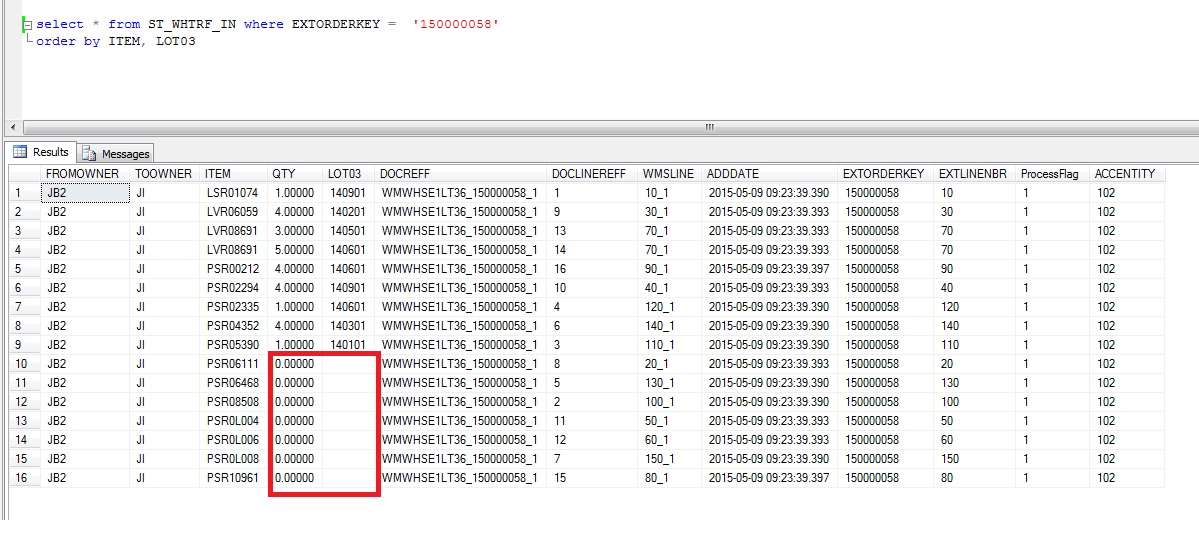 select * from ST_WHTRF_IN where EXTORDERKEY = '150000058'
order by ITEM, LOT03
Results Messages
FROMOWNER TOOWNER ITEM QTY LOT03 DOCREFF DOCLINEREFF WMSLINE ADDDATE EXTORDERKEY EXTLINENBR ProcessFlag ACCENTITY
1 JB2 JI LSR01074 1.00000 140901 WMWHSE1LT36_150000058_1 1 10_1 2015-05-09 09:23:39.390 150000058 10 1 102
2 JB2 JI LVR06059 4.00000 140201 WMWHSE1LT36_150000058_1 9 30_1 2015-05-09 09:23:39.393 150000058 30 1 102
3 JB2 JI LVR08691 3.00000 140501 WMWHSE1LT36_150000058_1 13 70_1 2015-05-09 09:23:39.393 150000058 70 1 102
4 JB2 JI LVR08691 5.00000 140601 WMWHSE1LT36_150000058_1 14 70_1 2015-05-09 09:23:39.393 150000058 70 1 102
5 JB2 JI PSR00212 4.00000 140601 WMWHSE1LT36_150000058_1 16 90_1 2015-05-09 09:23:39.397 150000058 90 1 102
6 JB2 JI PSR02294 4.00000 140901 WMWHSE1LT36_150000058_1 10 40_1 2015-05-09 09:23:39.393 150000058 40 1 102
7 JB2 JI PSR02335 1.00000 140601 WMWHSE1LT36_150000058_1 4 120_1 2015-05-09 09:23:39.390 150000058 120 1 102
8 JB2 JI PSR04352 4.00000 140301 WMWHSE1LT36_150000058_1 6 140_1 2015-05-09 09:23:39.393 150000058 140 1 102
9 JB2 JI PSR05390 1.00000 140101 WMWHSE1LT36_150000058_1 3 110_1 2015-05-09 09:23:39.390 150000058 110 1 102
10 JB2 JI PSR06111 0.00000 WMWHSE1LT36_150000058_1 8 20_1 2015-05-09 09:23:39.393 150000058 20 1 102
11 JB2 JI PSR06468 0.00000 WMWHSE1LT36_150000058_1 5 130_1 2015-05-09 09:23:39.390 150000058 130 1 102
12 JB2 JI PSR08508 0.00000 WMWHSE1LT36_150000058_1 2 100_1 2015-05-09 09:23:39.390 150000058 100 1 102
13 JB2 JI PSR0L004 0.00000 WMWHSE1LT36_150000058_1 11 50_1 2015-05-09 09:23:39.393 150000058 50 1 102
14 JB2 JI PSR0L006 0.00000 WMWHSE1LT36_150000058_1 12 60_1 2015-05-09 09:23:39.393 150000058 60 1 102
15 JB2 JI PSR0L008 0.00000 WMWHSE1LT36_150000058_1 7 150_1 2015-05-09 09:23:39.393 150000058 150 1 102
16 JB2 JI PSR10961 0.00000 WMWHSE1LT36_150000058_1 15 80_1 2015-05-09 09:23:39.397 150000058 80 1 102